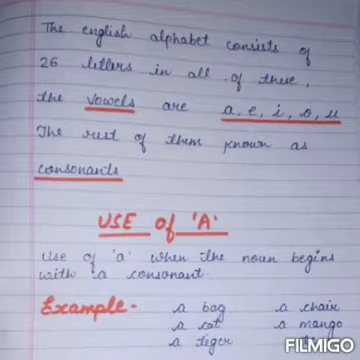 The english alphabet consists of
26 letters in all of these,
the vowels are a, e, i, o, u
The rest of them known as
consonants
USE of 'A'
Use of 'a' when the noun begins
with a consonant.
Example- a bag a chair
a cat a mango
a tiger
FILMIGO